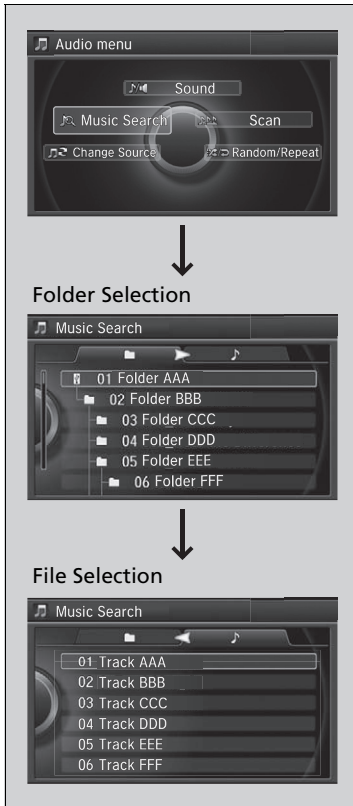 Audio menu
Sound
Music Search
Scan
Change Source
Random/Repeat
Folder Selection
Music Search
01 Folder AAA
02 Folder BBB
03 Folder CCC
04 Folder DDD
05 Folder EEE
06 Folder FFF
File Selection
Music Search
01 Track AAA
02 Track BBB
03 Track CCC
04 Track DDD
05 Track EEE
06 Track FFF